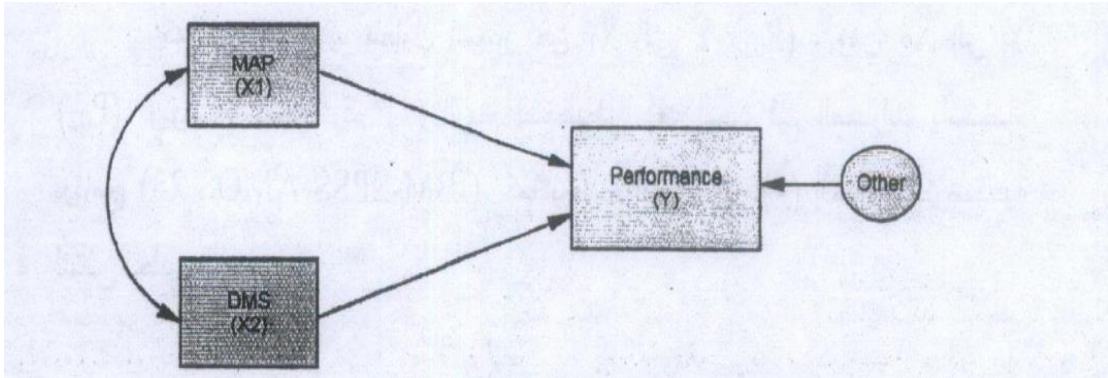 MAP
(X1)
Performance
(Y)
Other
DMS
(X2)